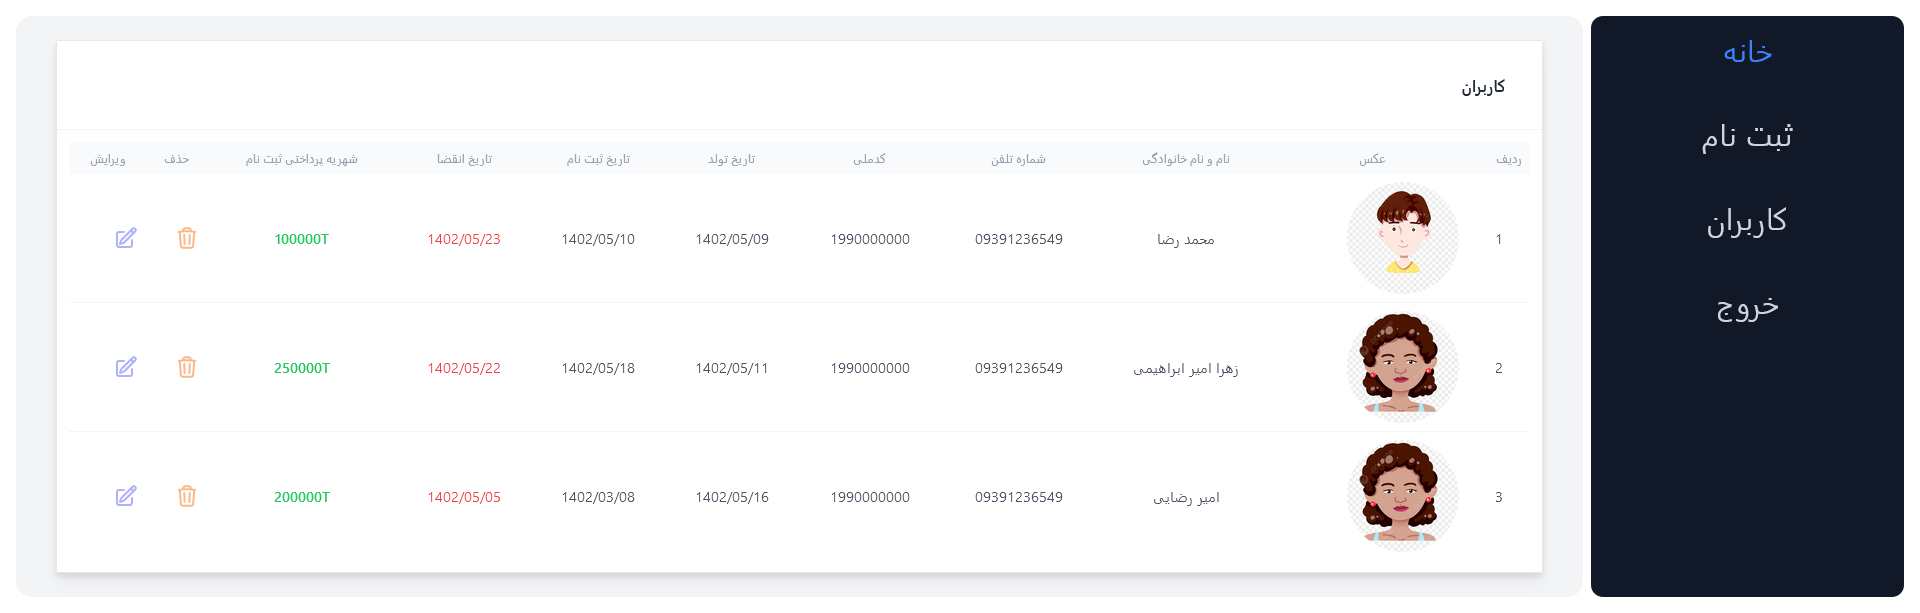 خانه
ثبت نام
کاربران
خروج
کاربران
ردیف عکس نام و نام خانوادگی شماره تلفن کدملی تاریخ تولد تاریخ ثبت نام تاریخ انقضا شهریه پرداختی ثبت نام حذف ویرایش
1 محمد رضا 09391236549 1990000000 1402/05/09 1402/05/10 1402/05/23 100000T
2 زهرا امیر ابراهیمی 09391236549 1990000000 1402/05/11 1402/05/18 1402/05/22 250000T
3 امیر رضایی 09391236549 1990000000 1402/05/16 1402/03/08 1402/05/05 200000T